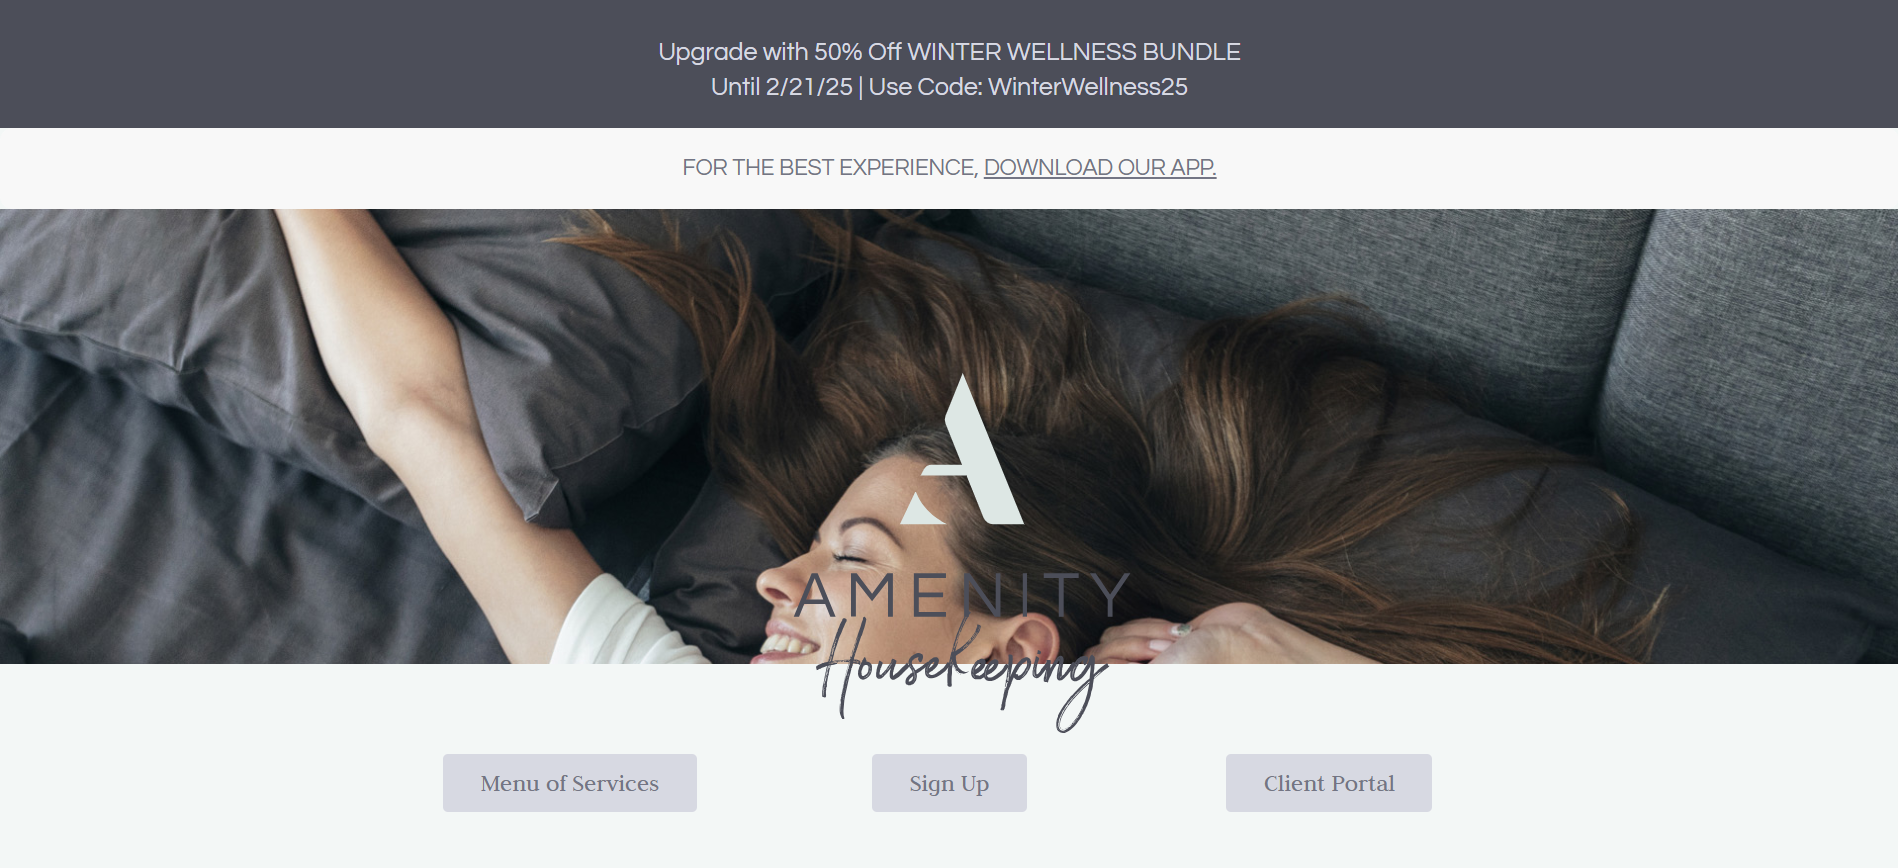 Upgrade with 50% Off WINTER WELLNESS BUNDLE
Until 2/21/25 | Use Code: WinterWellness25
FOR THE BEST EXPERIENCE, DOWNLOAD OUR APP.
A
AMENITY
Housekeeping
Menu of Services
Sign Up
Client Portal